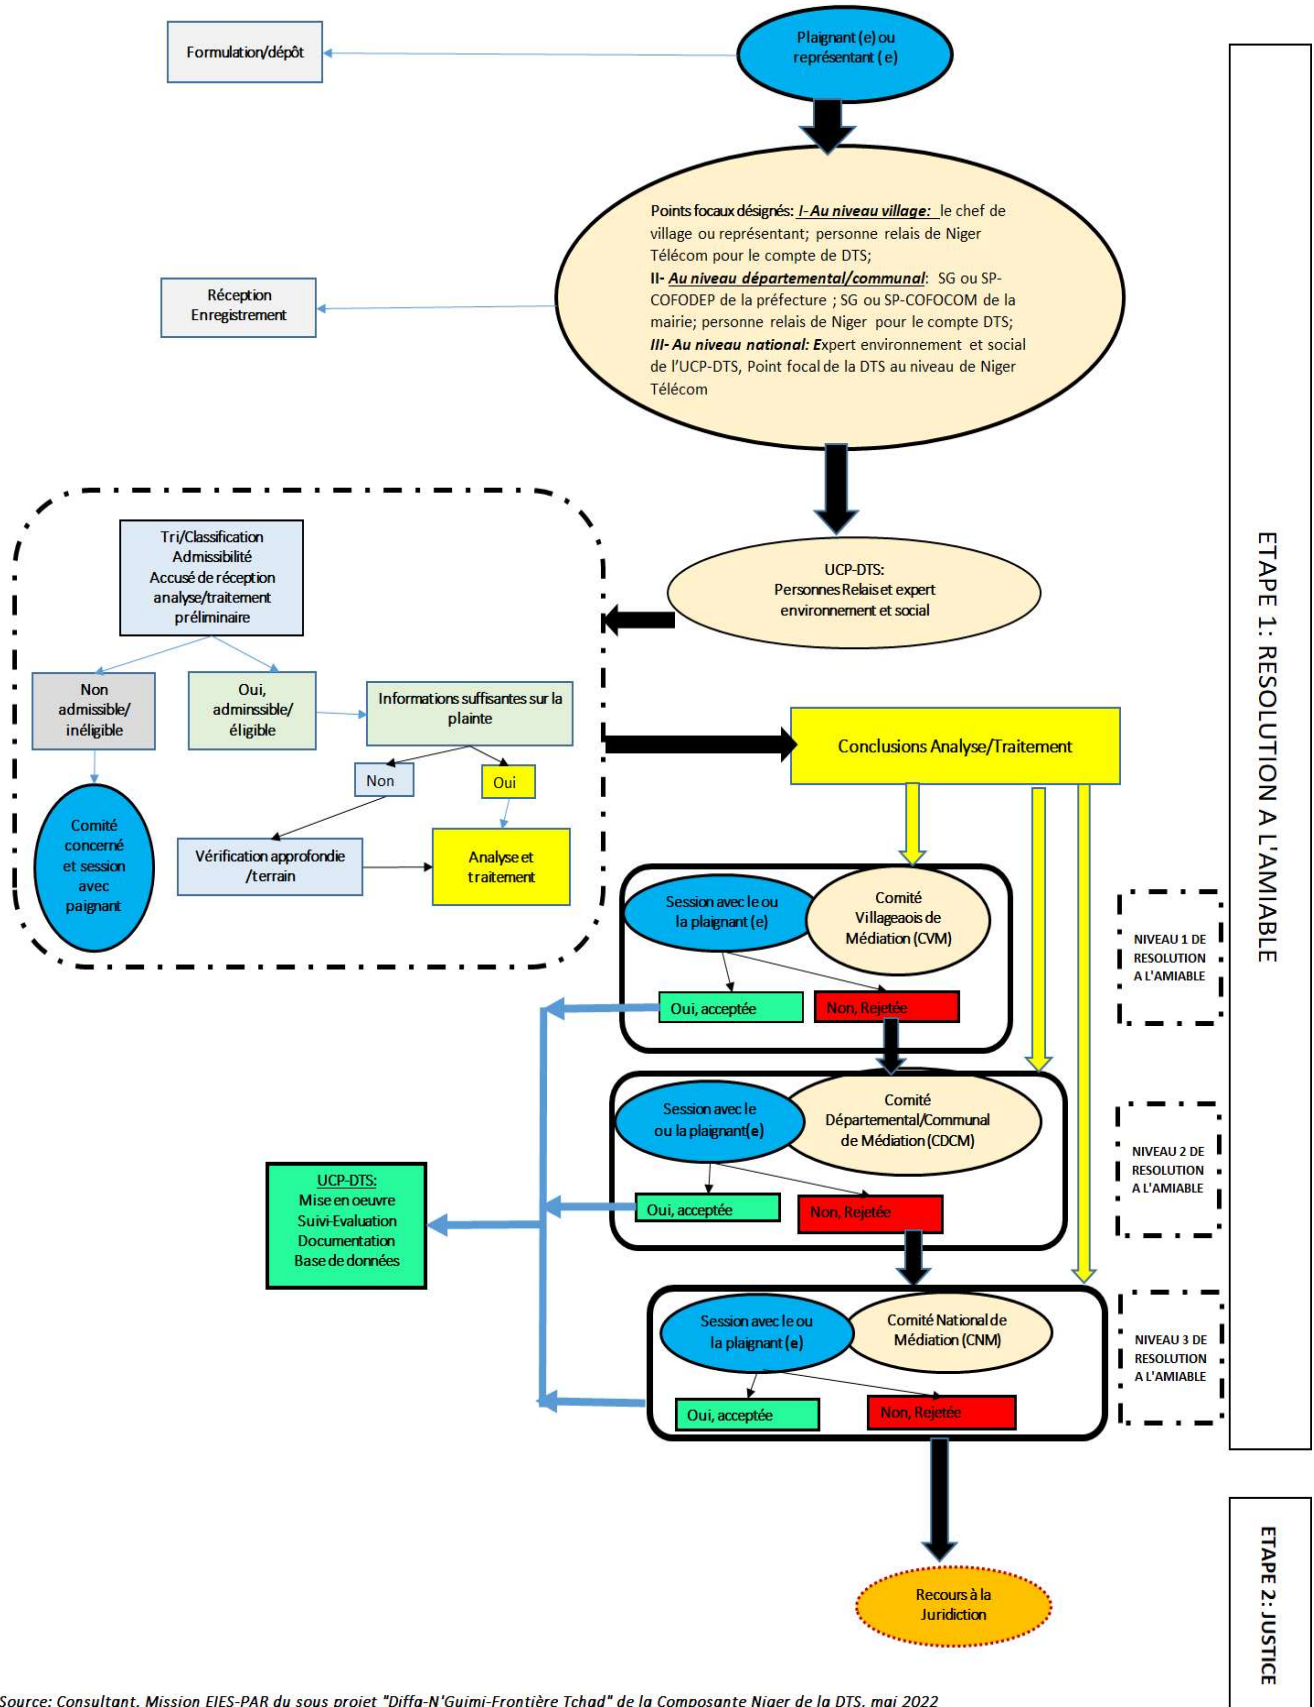 Plaignant (e) ou
représentant ( e)
Formulation/dépôt
Points focaux désignés: I- Au niveau village: le chef de
village ou représentant; personne relais de Niger
Télécom pour le compte de DTS;
II- Au niveau départemental/communal: SG ou SP-
COFODEP de la préfecture ; SG ou SP-COFOCOM de la
mairie; personne relais de Niger pour le compte DTS;
III- Au niveau national: Expert environnement et social
de l'UCP-DTS, Point focal de la DTS au niveau de Niger
Télécom
Réception
Enregistrement
UCP-DTS:
Personnes Relais et expert
environnement et social
Tri/Classification
Admissibilité
Accusé de réception
analyse/traitement
préliminaire
Non
admissible/
inéligible
Oui,
adminssible/
éligible
Informations suffisantes sur la
plainte
Non
Oui
Comité
concerné
et session
avec
paignant
Vérification approfondie
/terrain
Analyse et
traitement
Conclusions Analyse/Traitement
Session avec le ou
la plaignant (e)
Comité
Villageaois de
Médiation (CVM)
Oui, acceptée
Non, Rejetée
NIVEAU 1 DE
RESOLUTION
A L'AMIABLE
Session avec le
ou la plaignant(e)
Comité
Départemental/Communal
de Médiation (CDCM)
Oui, acceptée
Non, Rejetée
NIVEAU 2 DE
RESOLUTION
A L'AMIABLE
UCP-DTS:
Mise en oeuvre
Suivi-Evaluation
Documentation
Base de données
Session avec le ou
la plaignant (e)
Comité National de
Médiation (CNM)
Oui, acceptée
Non, Rejetée
NIVEAU 3 DE
RESOLUTION
A L'AMIABLE
Recours à la
Juridiction
ETAPE 1: RESOLUTION A L'AMIABLE
ETAPE 2: JUSTICE
Source: Consultant, Mission EIES-PAR du sous projet "Diffa-N'Guimi-Frontière Tchad" de la Composante Niger de la DTS, mai 2022